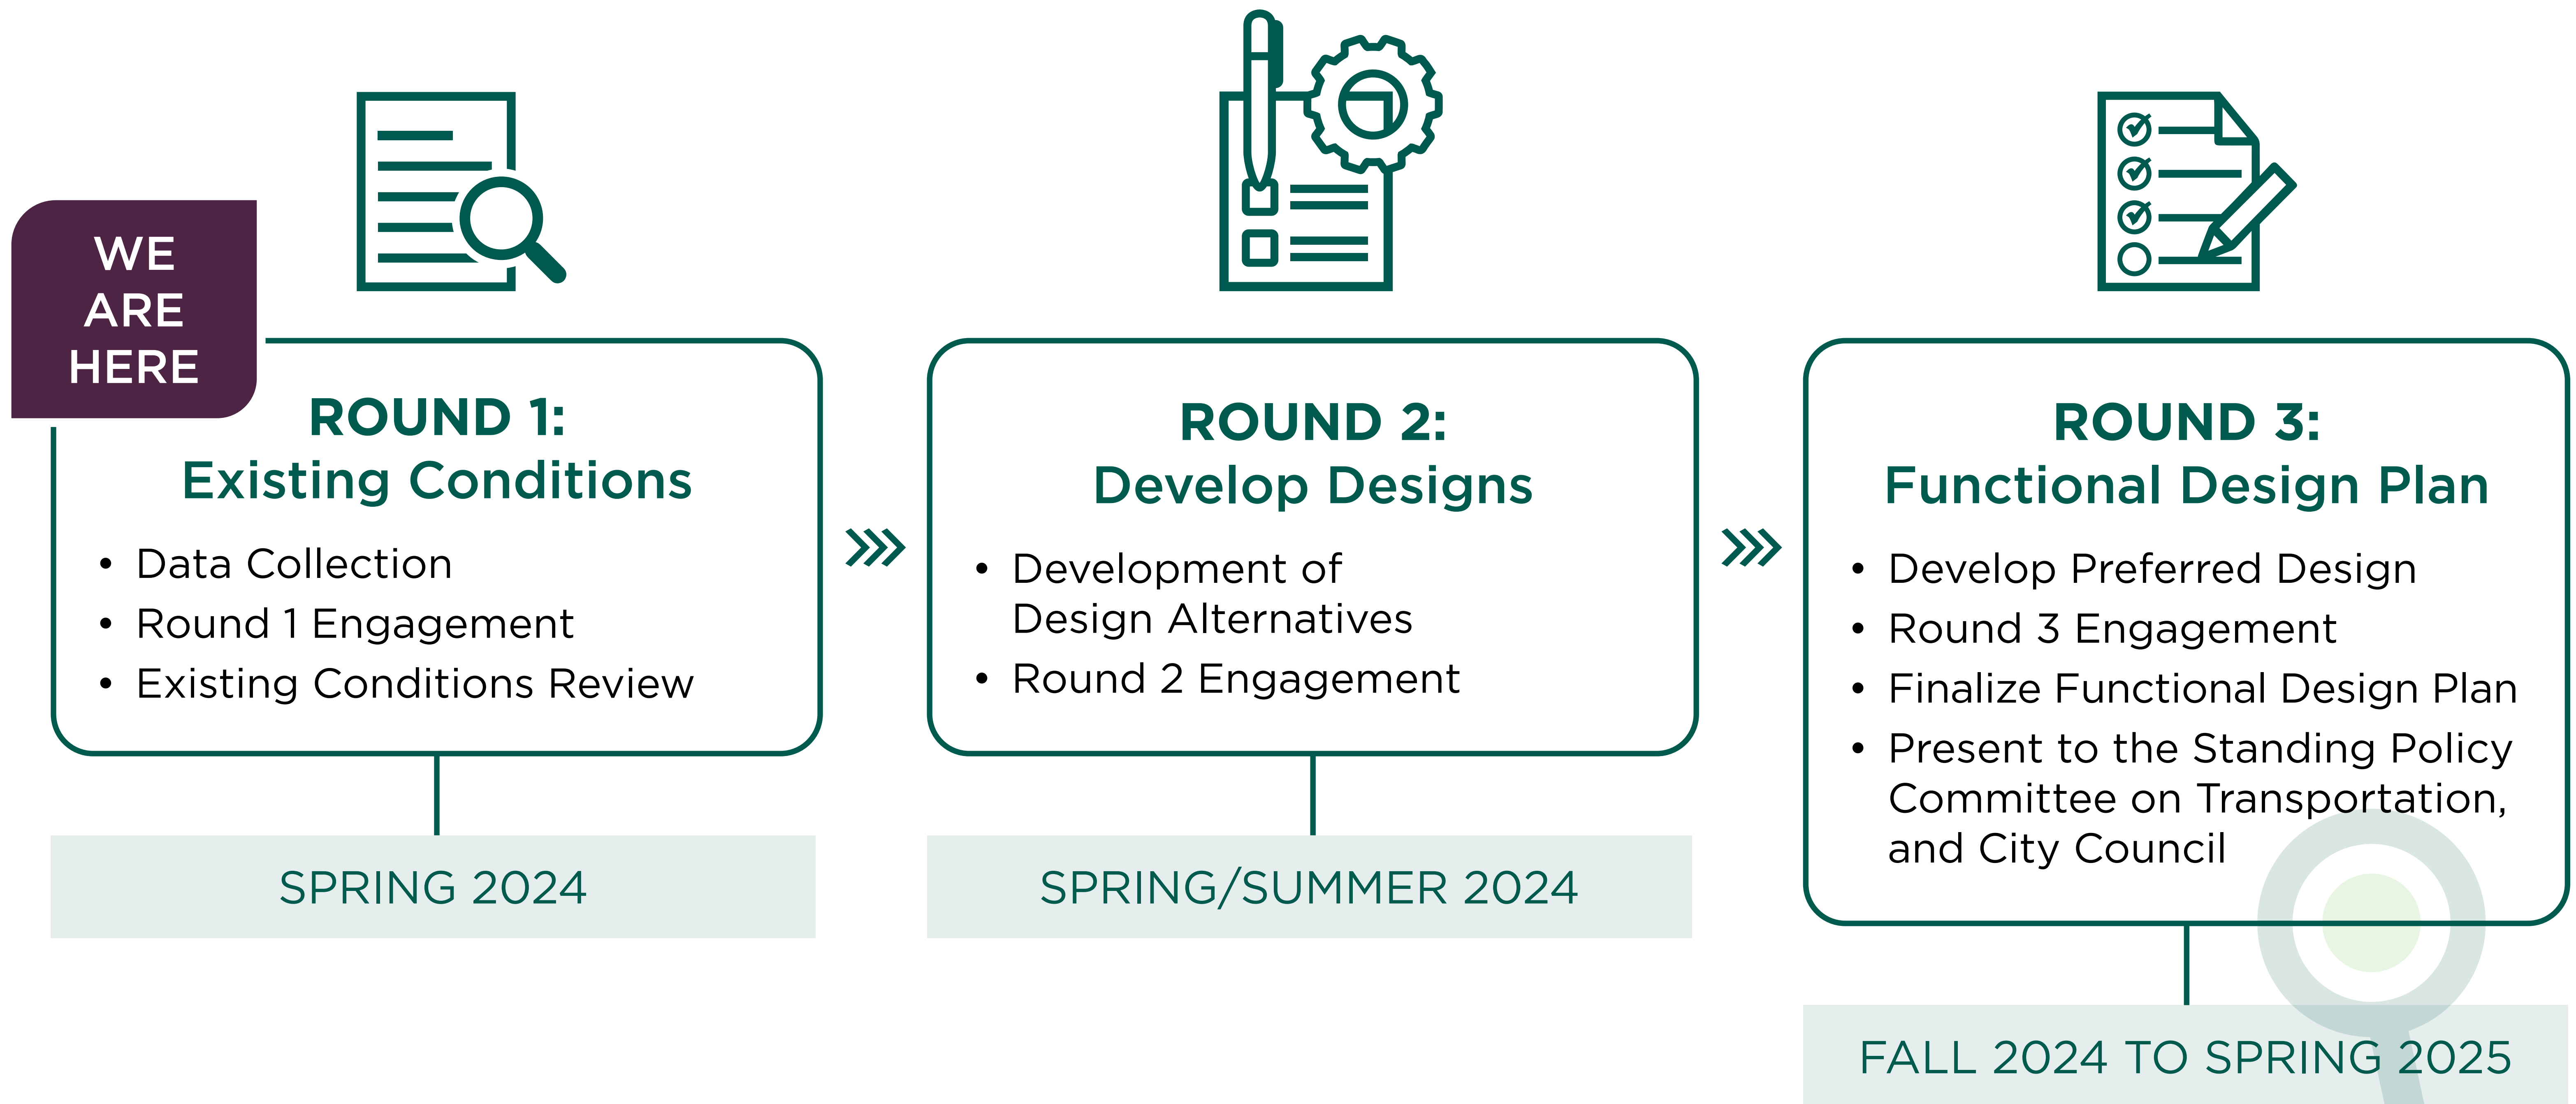 WE
ARE
HERE
ROUND 1:
Existing Conditions
• Data Collection
• Round 1 Engagement
• Existing Conditions Review
SPRING 2024
ROUND 2:
Develop Designs
• Development of
Design Alternatives
• Round 2 Engagement
SPRING/SUMMER 2024
ROUND 3:
Functional Design Plan
• Develop Preferred Design
• Round 3 Engagement
• Finalize Functional Design Plan
• Present to the Standing Policy
Committee on Transportation,
and City Council
FALL 2024 TO SPRING 2025